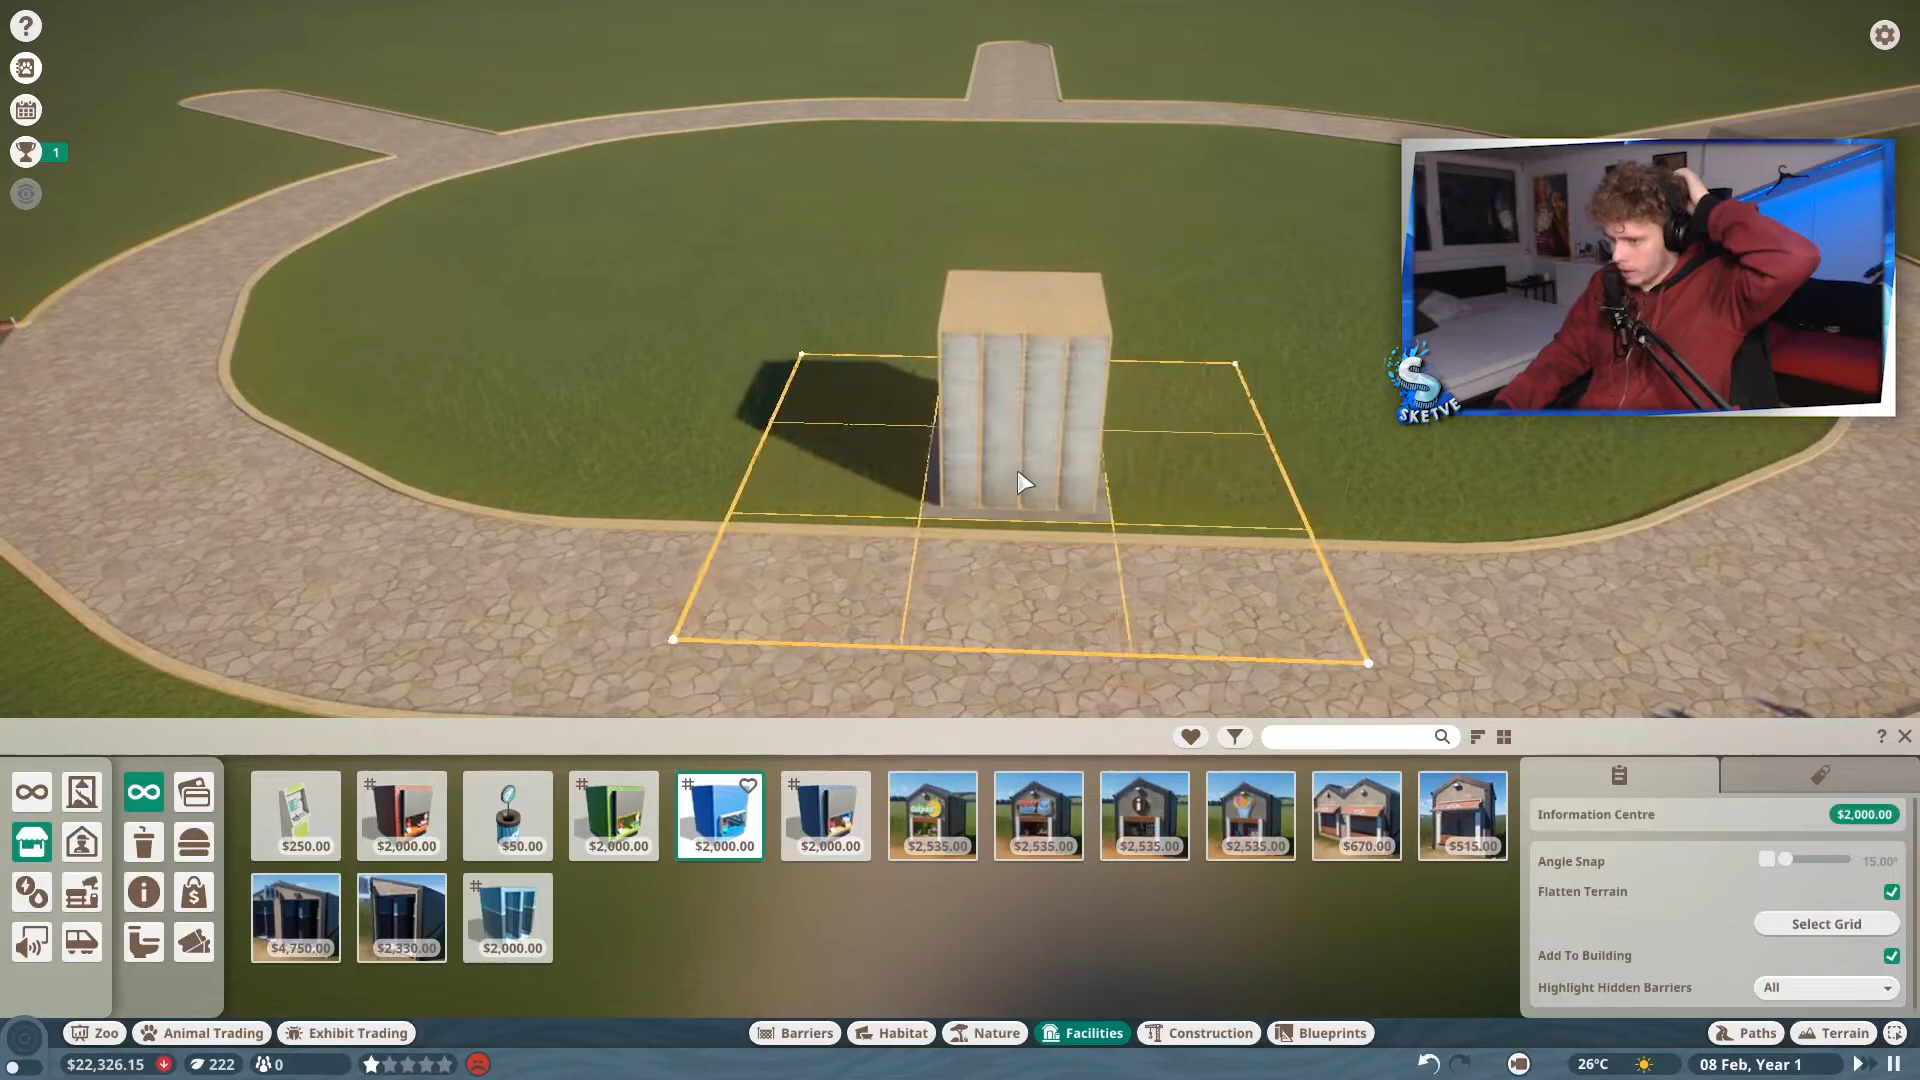 ?
1
SKETVE
?
$250.00
$2,000.00
$50.00
$2,000.00
$2,000.00
$2,000.00
$2,535.00
$2,535.00
$2,535.00
$2,535.00
$670.00
$515.00
$4,750.00
$2,330.00
$2,000.00
Information Centre
$2,000.00
Angle Snap
15.00°
Flatten Terrain
Select Grid
Add To Building
Highlight Hidden Barriers
All
Zoo
Animal Trading
Exhibit Trading
Barriers
Habitat
Nature
Facilities
Construction
Blueprints
Paths
Terrain
$22,326.15
222
0
26°C
08 Feb, Year 1